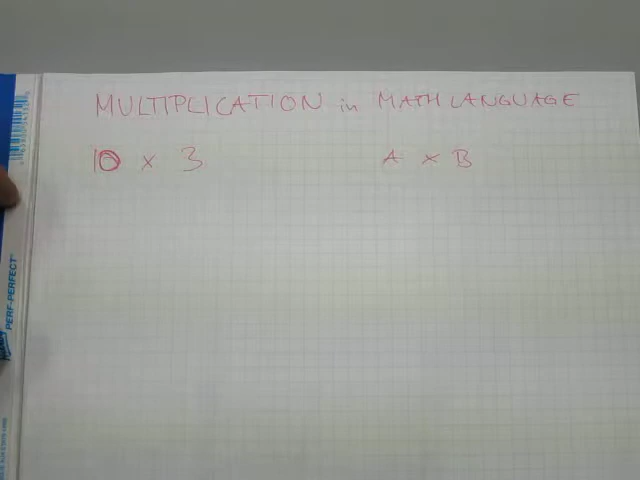 MULTIPLICATION in MATH LANGUAGE
10 x 3
A x B
PERF-PERFECT